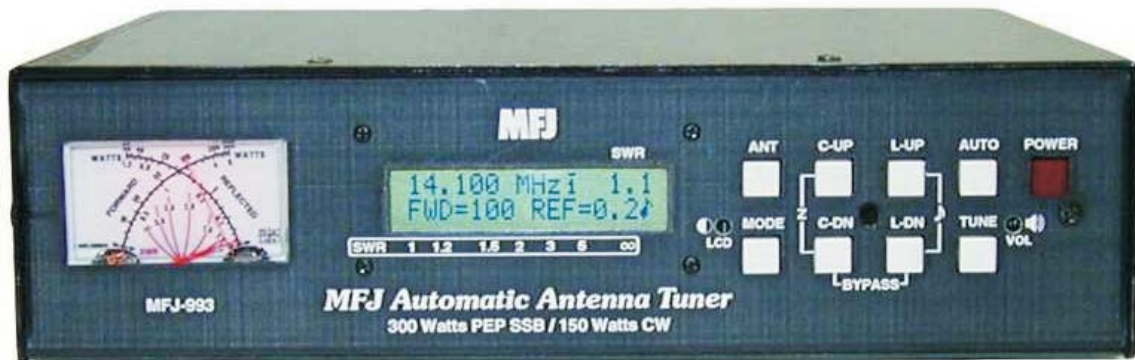 WATTS WATTS
FORWARD REFLECTED
SWR
MFJ-993
MFJ
SWR
14.100 MHz 1.1
FWD=100 REF=0.2♪
SWR 1 1.2 1.5 2 3 5 ∞
MFJ Automatic Antenna Tuner
300 Watts PEP SSB / 150 Watts CW
ANT C-UP L-UP AUTO POWER
MODE C-DN L-DN TUNE
LCD Z VOL
BYPASS